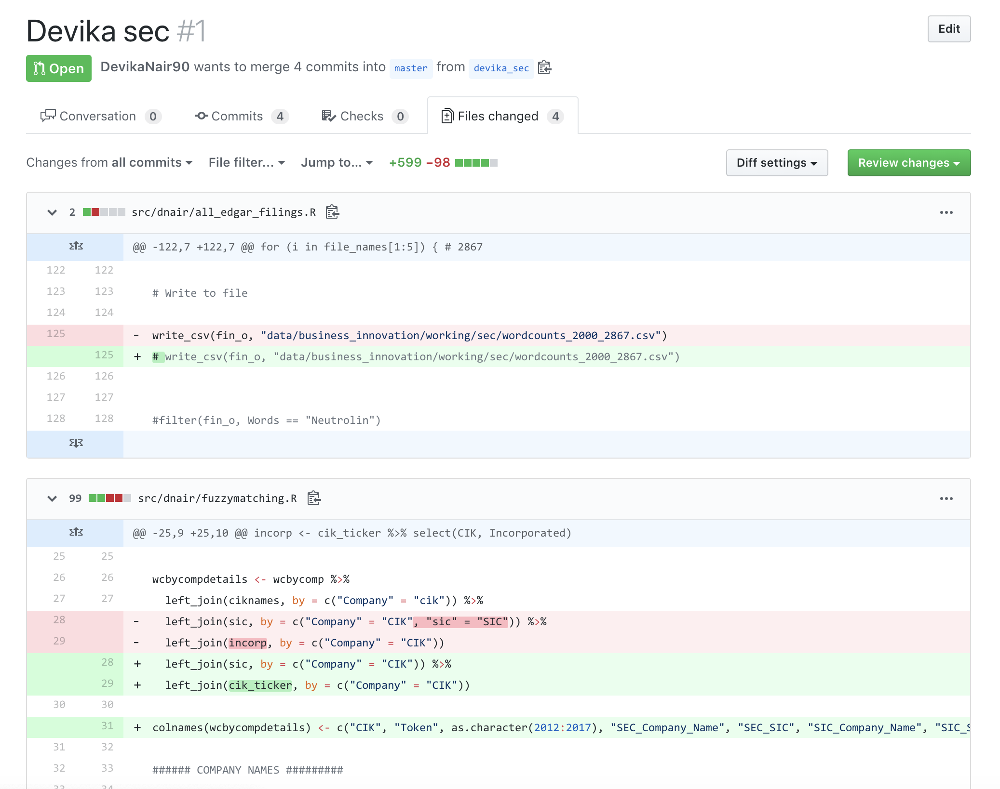 Devika sec #1
Edit
Open DevikaNair90 wants to merge 4 commits into master from devika_sec
Conversation 0 Commits 4 Checks 0 Files changed 4
Changes from all commits File filter... Jump to... +599 −98 Diff settings Review changes
2 src/dnair/all_edgar_filings.R
@@ -122,7 +122,7 @@ for (i in file_names[1:5]) { # 2867
122 122
123 123 # Write to file
124 124
125 - write_csv(fin_o, "data/business_innovation/working/sec/wordcounts_2000_2867.csv")
125 + # write_csv(fin_o, "data/business_innovation/working/sec/wordcounts_2000_2867.csv")
126 126
127 127
128 128 #filter(fin_o, Words == "Neutrolin")
99 src/dnair/fuzzymatching.R
@@ -25,9 +25,10 @@ incorp <- cik_ticker %>% select(CIK, Incorporated)
25 25
26 26 wcbycompdetails <- wcbycomp %>%
27 27 left_join(ciknames, by = c("Company" = "cik")) %>%
28 - left_join(sic, by = c("Company" = "CIK", "sic" = "SIC")) %>%
29 - left_join(incorp, by = c("Company" = "CIK"))
28 + left_join(sic, by = c("Company" = "CIK")) %>%
29 + left_join(cik_ticker, by = c("Company" = "CIK"))
30 30
31 + colnames(wcbycompdetails) <- c("CIK", "Token", as.character(2012:2017), "SEC_Company_Name", "SEC_SIC", "SIC_Company_Name", "SIC_S
31 32
32 33 ###### COMPANY NAMES #########
33 34